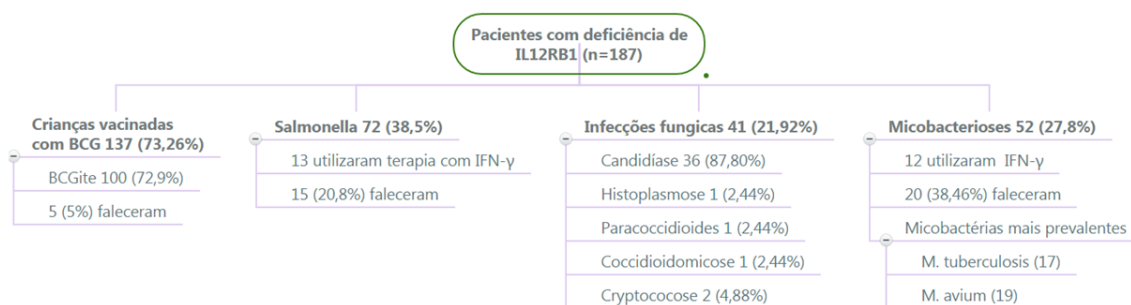 Pacientes com deficiência de
IL12RB1 (n=187)
Crianças vacinadas
com BCG 137 (73,26%)
BCGite 100 (72,9%)
5 (5%) faleceram
Salmonella 72 (38,5%)
13 utilizaram terapia com IFN-γ
15 (20,8%) faleceram
Infecções fungicas 41 (21,92%)
Candidíase 36 (87,80%)
Histoplasmose 1 (2,44%)
Paracoccidioides 1 (2,44%)
Coccidioidomicose 1 (2,44%)
Cryptococose 2 (4,88%)
Micobacterioses 52 (27,8%)
12 utilizaram IFN-γ
20 (38,46%) faleceram
Micobactérias mais prevalentes
M. tuberculosis (17)
M. avium (19)